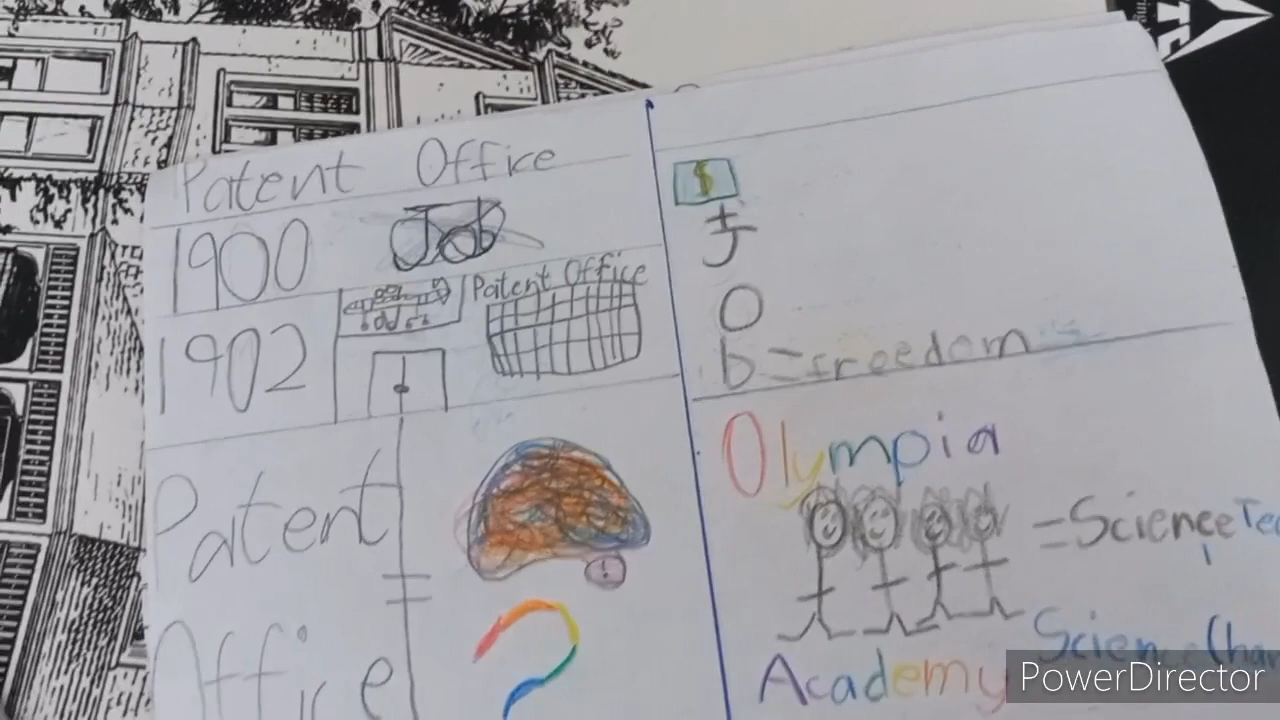 Patent Office
1900 Job
1902 Patent Office
Patent
Office
?
$
J
O
b=freedom
Olympia
=Science
Academy
PowerDirector